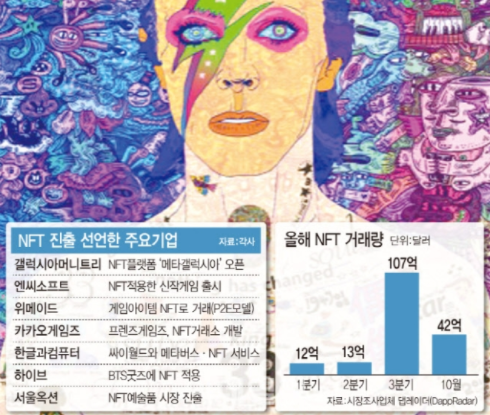 NFT 진출 선언한 주요기업 자료:각사
갤럭시아머니트리 NFT플랫폼 '메타갤럭시아' 오픈
엔씨소프트 NFT적용한 신작게임 출시
위메이드 게임아이템 NFT로 거래(P2E모델)
카카오게임즈 프렌즈게임즈, NFT거래소 개발
한글과컴퓨터 싸이월드와 메타버스·NFT 서비스
하이브 BTS굿즈에 NFT 적용
서울옥션 NFT예술품 시장 진출
올해 NFT 거래량 단위:달러
107억
42억
12억
13억
1분기 2분기 3분기 10월
자료:시장조사업체 댑레이더(DappRadar)